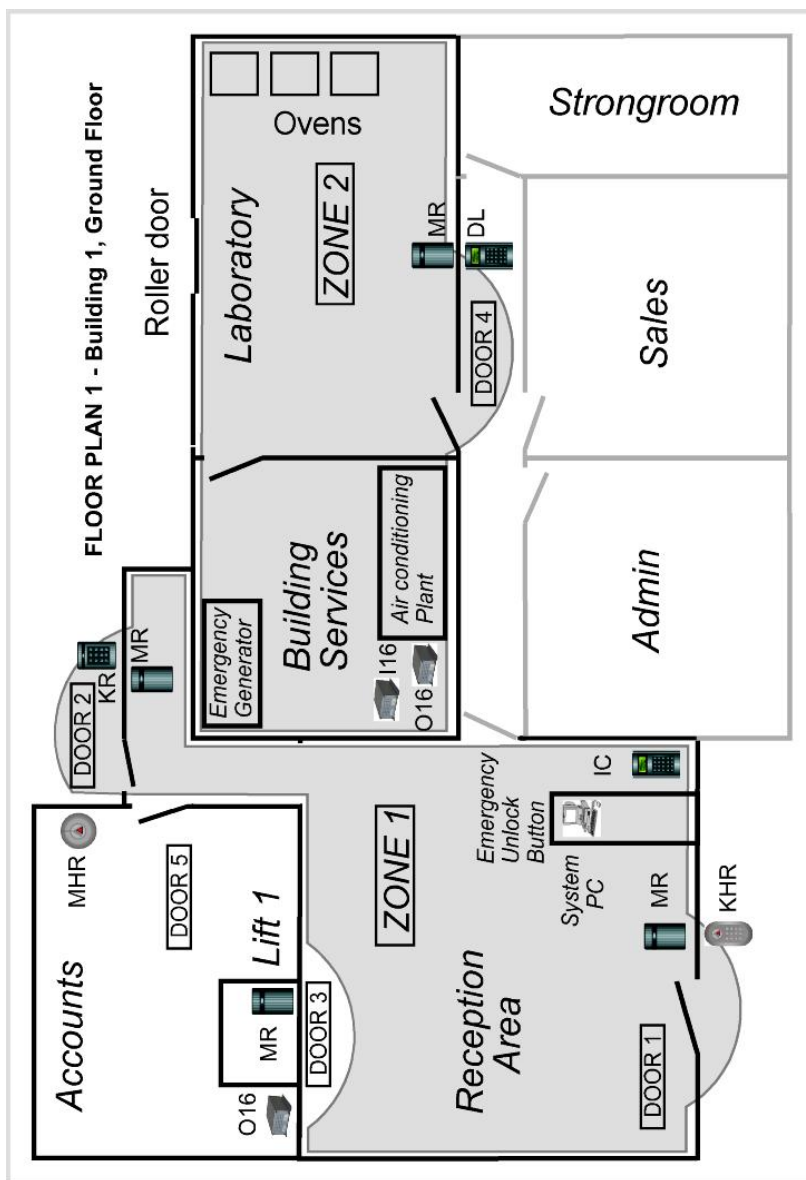 FLOOR PLAN 1 - Building 1, Ground Floor
Roller door
Ovens
Laboratory
ZONE 2
MR
DL
DOOR 4
Strongroom
Sales
Admin
Building
Services
Emergency
Generator
Air conditioning
Plant
I16
O16
DOOR 2
KR
MR
Accounts
MHR
DOOR 5
Lift 1
MR
O16
DOOR 3
ZONE 1
Reception
Area
Emergency
Unlock
Button
System
PC
IC
MR
KHR
DOOR 1